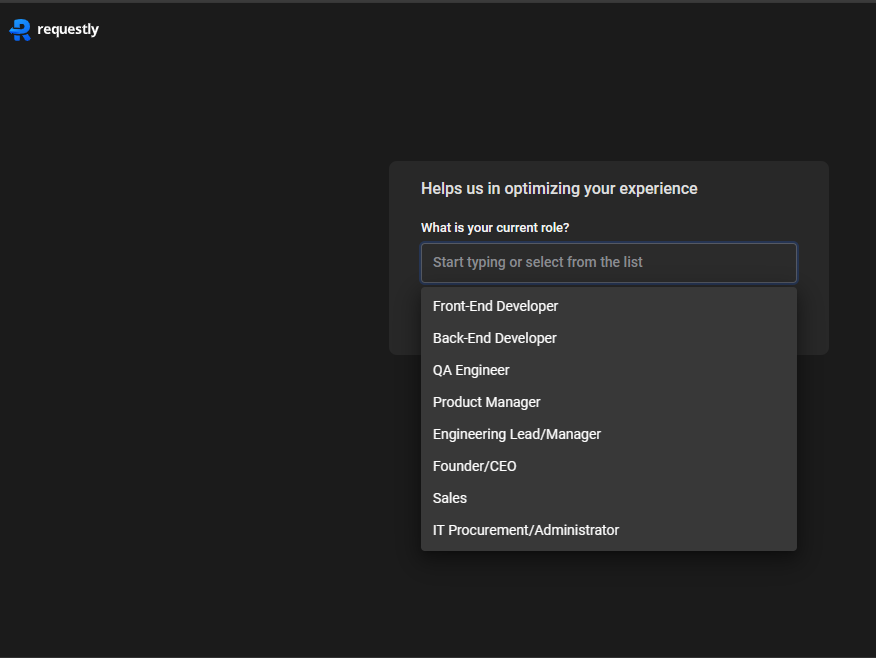 requestly
Helps us in optimizing your experience
What is your current role?
Start typing or select from the list
Front-End Developer
Back-End Developer
QA Engineer
Product Manager
Engineering Lead/Manager
Founder/CEO
Sales
IT Procurement/Administrator